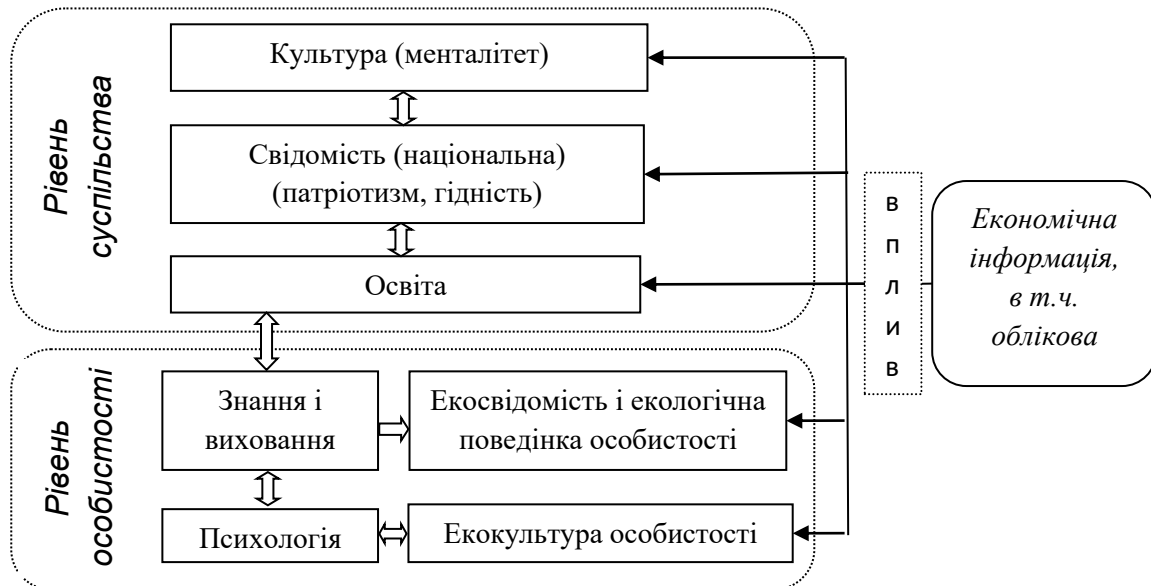 Рівень
суспільства
Культура (менталітет)
Свідомість (національна)
(патріотизм, гідність)
Освіта
Рівень
особистості
Знання і
виховання
Екосвідомість і екологічна
поведінка особистості
Психологія
Екокультура особистості
в
п
л
и
в
Економічна
інформація,
в т.ч.
облікова